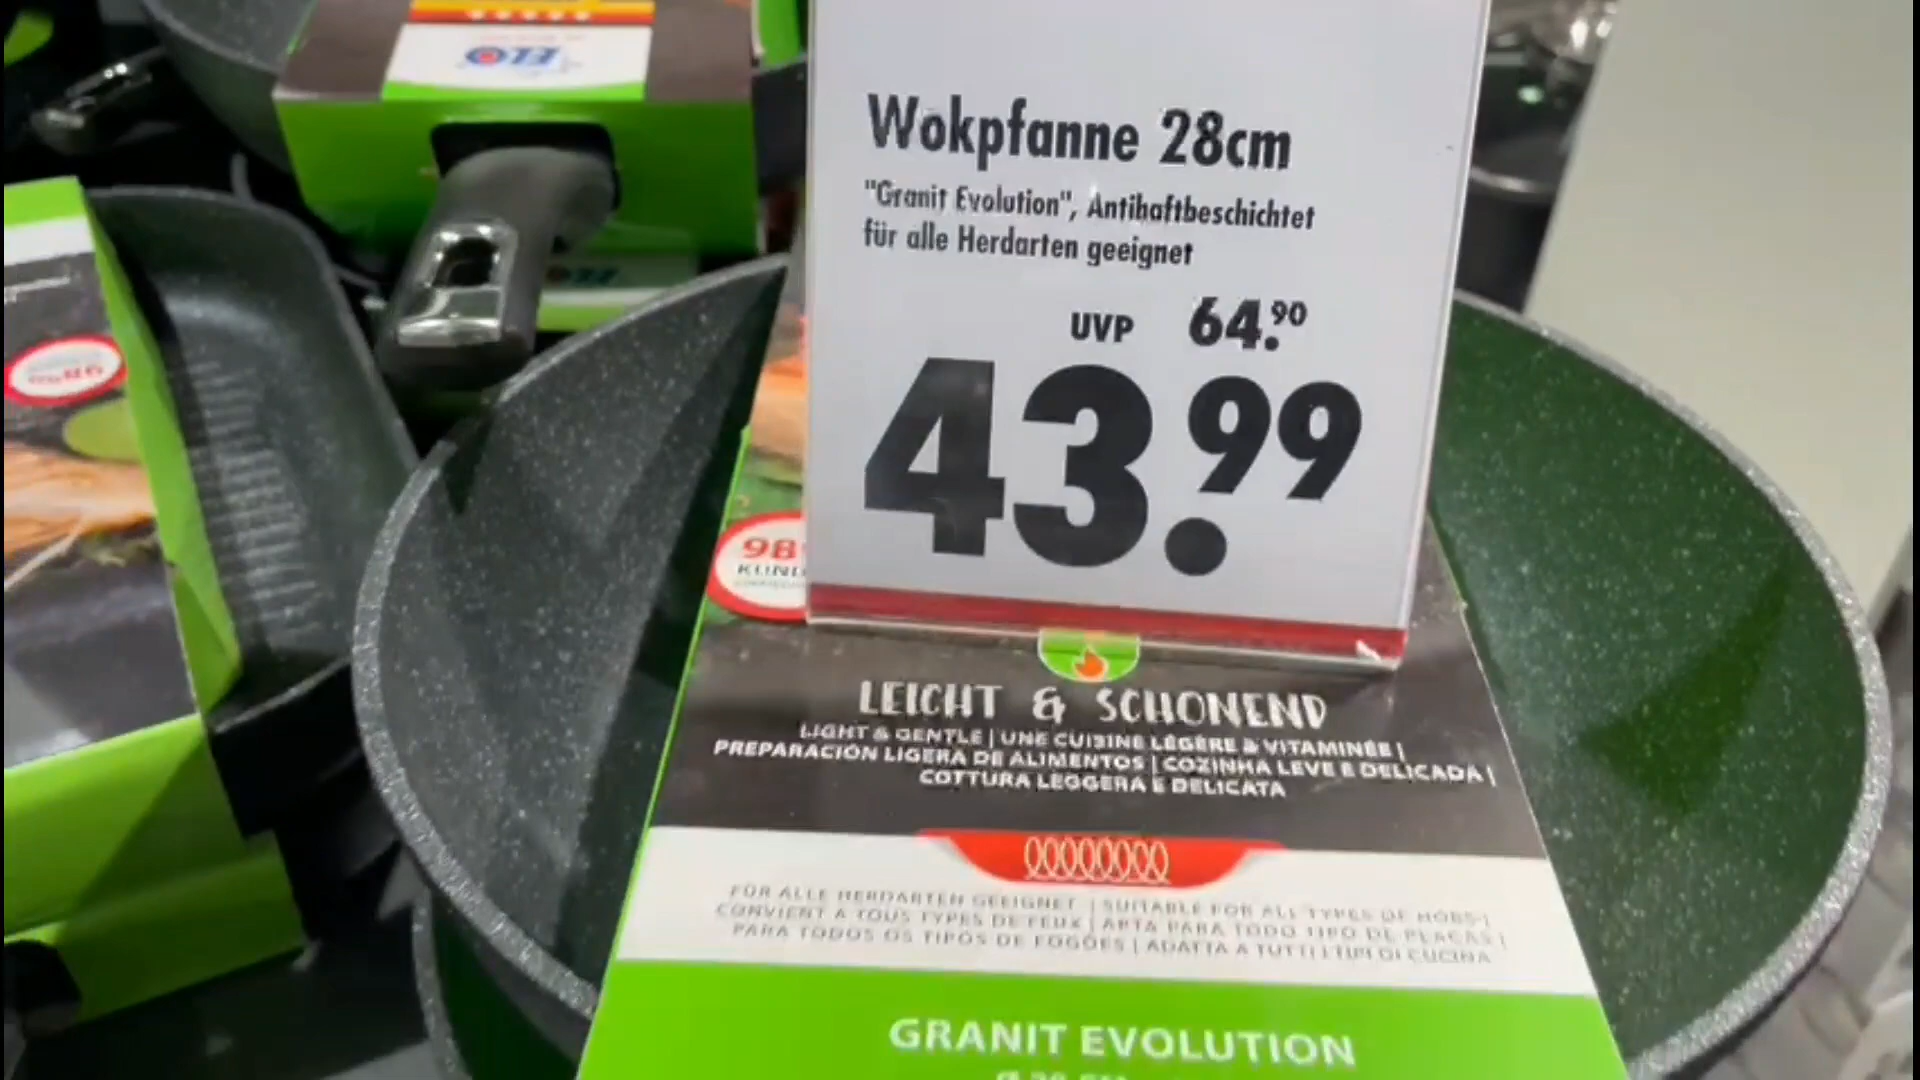 ELO
Wokpfanne 28cm
"Granit Evolution", Antihaftbeschichtet
für alle Herdarten geeignet
UVP 64.90
43.99
98
KUND
LEICHT & SCHONEND
LIGHT & GENTLE | UNE CUISINE LÉGÈRE & VITAMINÉE |
PREPARACIÓN LIGERA DE ALIMENTOS | COZINHA LEVE E DELICADA |
COTTURA LEGGERA E DELICATA
FÜR ALLE HERDARTEN GEEIGNET | SUITABLE FOR ALL TYPES OF HOBS |
CONVIENT À TOUS TYPES DE FEUX | APTA PARA TODO TIPO DE PLACAS |
PARA TODOS OS TIPOS DE FOGÕES | ADATTA A TUTTI I TIPI DI CUCINA
GRANIT EVOLUTION